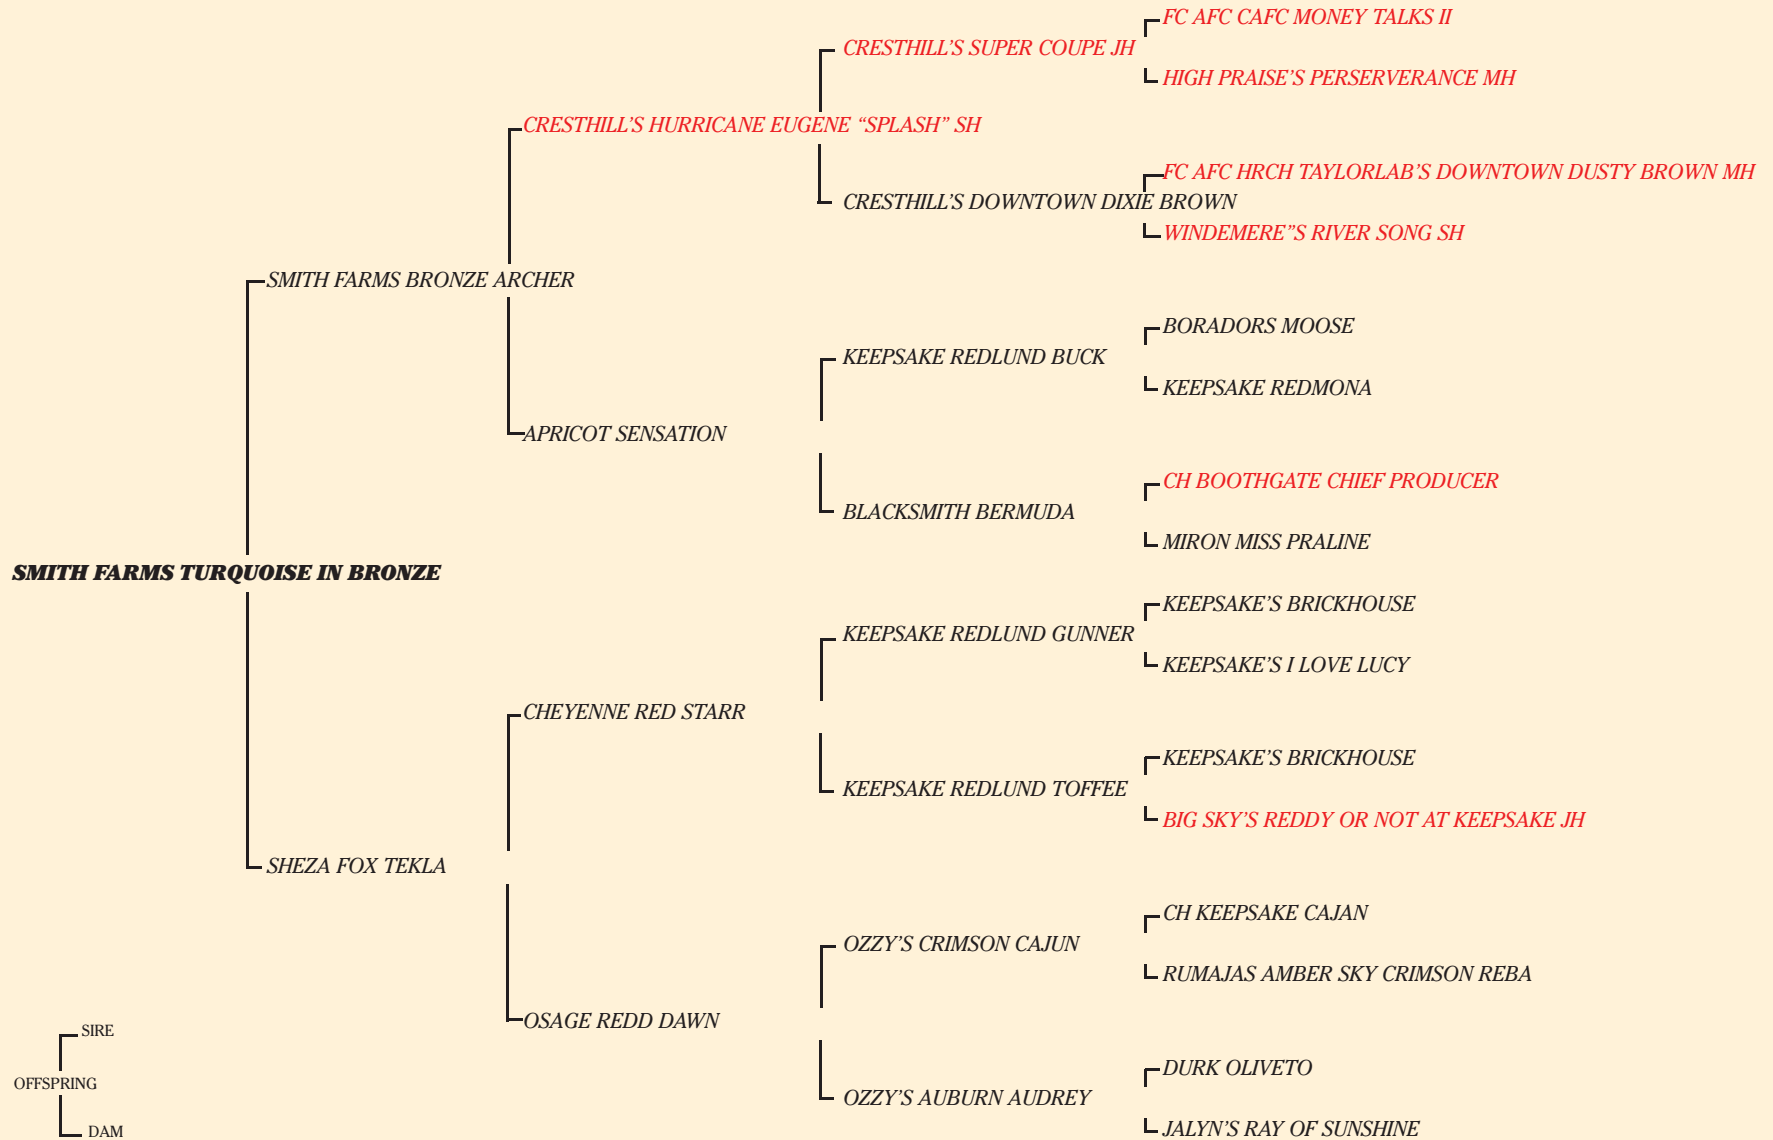 FC AFC CAFC MONEY TALKS II
CRESTHILL’S SUPER COUPE JH
HIGH PRAISE’S PERSERVERANCE MH
CRESTHILL’S HURRICANE EUGENE “SPLASH” SH
FC AFC HRCH TAYLORLAB’S DOWNTOWN DUSTY BROWN MH
CRESTHILL’S DOWNTOWN DIXIE BROWN
WINDEMERE”S RIVER SONG SH
SMITH FARMS BRONZE ARCHER
BORADORS MOOSE
KEEPSAKE REDLUND BUCK
KEEPSAKE REDMONA
APRICOT SENSATION
CH BOOTHGATE CHIEF PRODUCER
BLACKSMITH BERMUDA
MIRON MISS PRALINE
SMITH FARMS TURQUOISE IN BRONZE
KEEPSAKE’S BRICKHOUSE
KEEPSAKE REDLUND GUNNER
KEEPSAKE’S I LOVE LUCY
CHEYENNE RED STARR
KEEPSAKE’S BRICKHOUSE
KEEPSAKE REDLUND TOFFEE
BIG SKY’S REDDY OR NOT AT KEEPSAKE JH
SHEZA FOX TEKLA
CH KEEPSAKE CAJAN
OZZY’S CRIMSON CAJUN
RUMAJAS AMBER SKY CRIMSON REBA
OSAGE REDD DAWN
DURK OLIVETO
OZZY’S AUBURN AUDREY
JALYN’S RAY OF SUNSHINE
SIRE
OFFSPRING
DAM